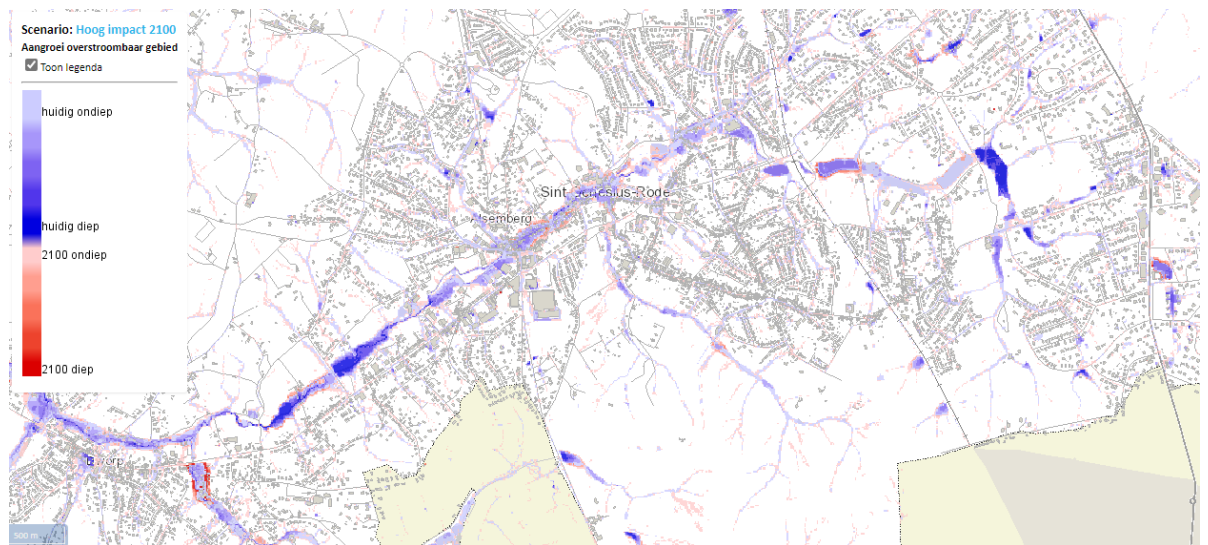 Scenario: Hoog impact 2100
Aangroei overstroombaar gebied
Toon legenda
huidig ondiep
huidig diep
2100 ondiep
2100 diep
Sint-Genesius-Rode
Alsemberg
500 m